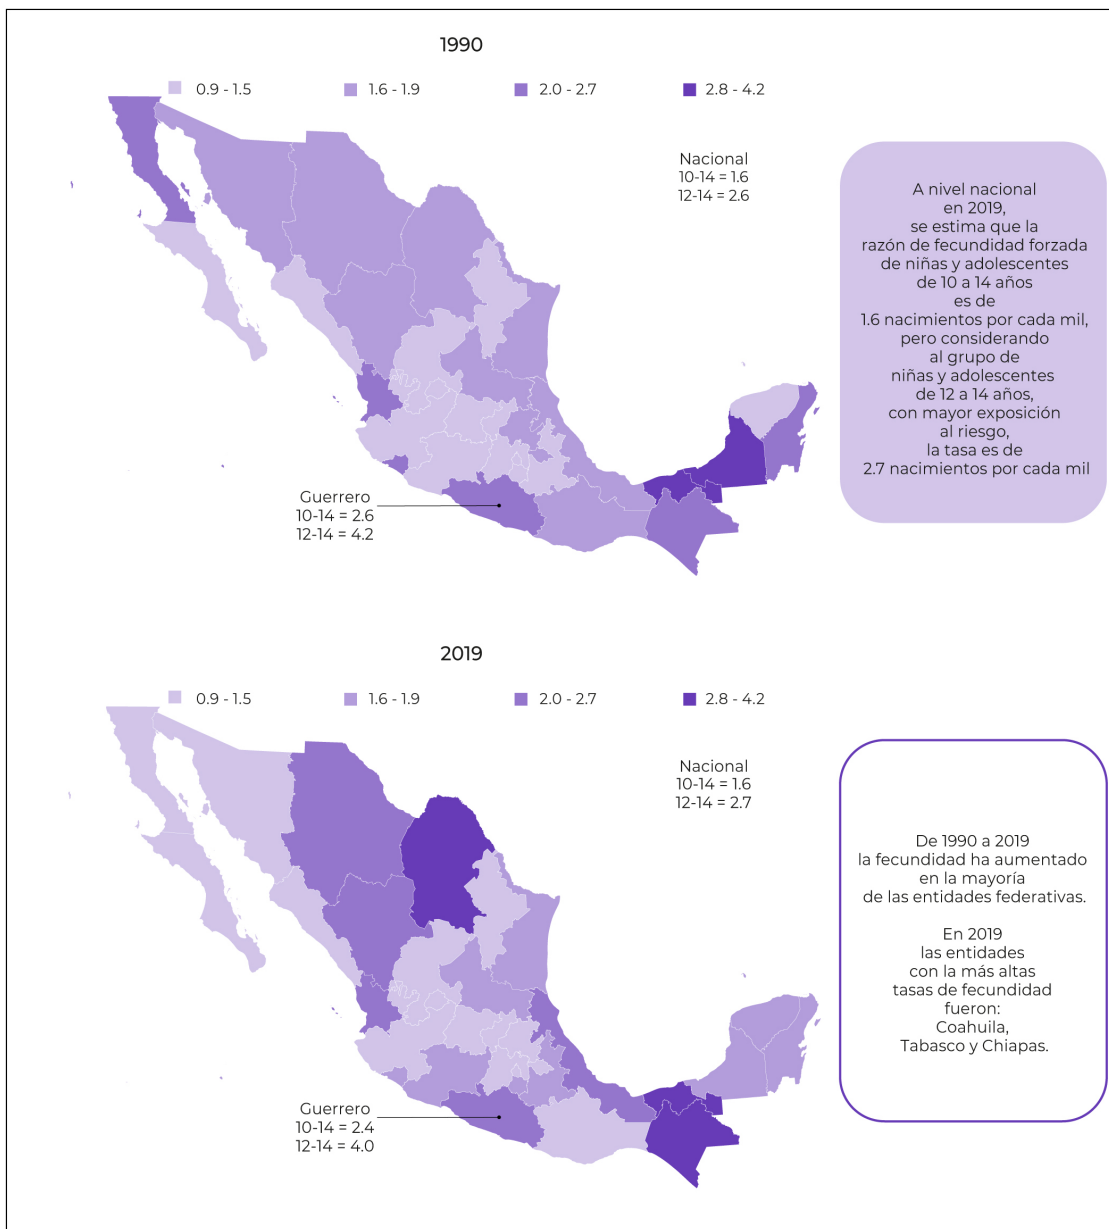 1990
0.9 - 1.5
1.6 - 1.9
2.0 - 2.7
2.8 - 4.2
Nacional
10-14 = 1.6
12-14 = 2.6
A nivel nacional
en 2019,
se estima que la
razón de fecundidad forzada
de niñas y adolescentes
de 10 a 14 años
es de
1.6 nacimientos por cada mil,
pero considerando
al grupo de
niñas y adolescentes
de 12 a 14 años,
con mayor exposición
al riesgo,
la tasa es de
2.7 nacimientos por cada mil
Guerrero
10-14 = 2.6
12-14 = 4.2
2019
0.9 - 1.5
1.6 - 1.9
2.0 - 2.7
2.8 - 4.2
Nacional
10-14 = 1.6
12-14 = 2.7
De 1990 a 2019
la fecundidad ha aumentado
en la mayoría
de las entidades federativas.
En 2019
las entidades
con la más altas
tasas de fecundidad
fueron:
Coahuila,
Tabasco y Chiapas.
Guerrero
10-14 = 2.4
12-14 = 4.0